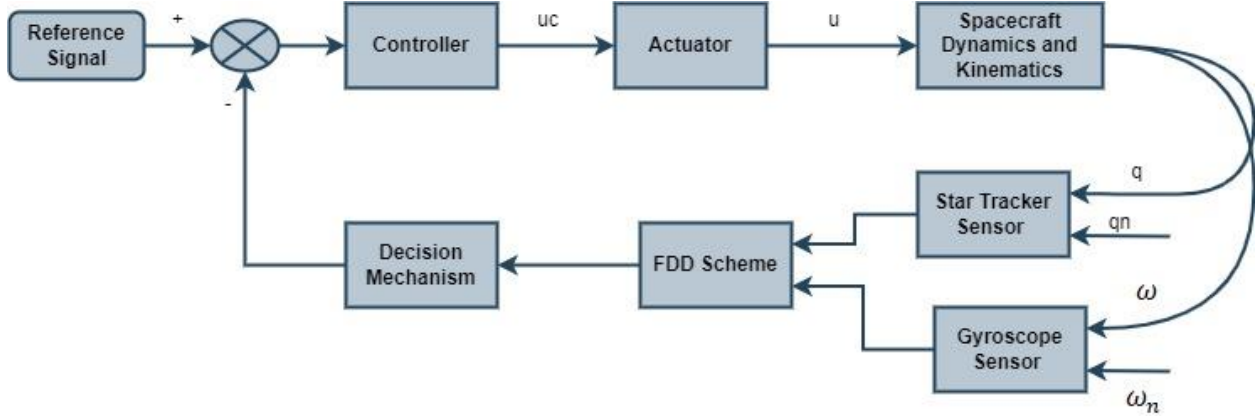 Reference
Signal
+
-
Controller
uc
Actuator
u
Spacecraft
Dynamics and
Kinematics
q
Star Tracker
Sensor
qn
Decision
Mechanism
FDD Scheme
ω
Gyroscope
Sensor
ωₙ